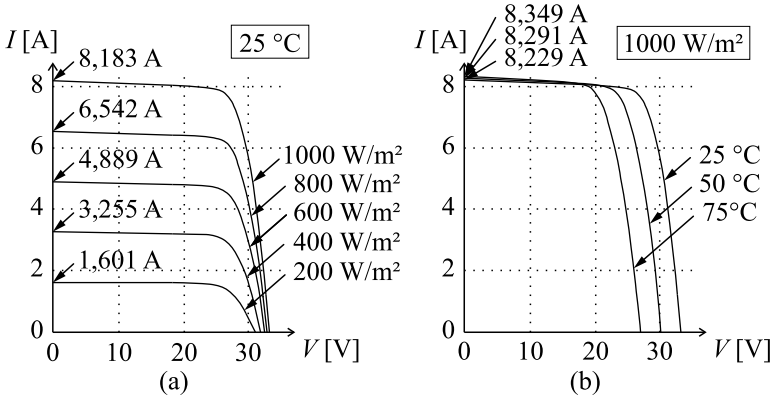 I [A]
25 °C
8,183 A
8
6,542 A
6
4,889 A
1000 W/m²
800 W/m²
4
3,255 A
600 W/m²
400 W/m²
2
1,601 A
200 W/m²
0
0 10 20 30 V [V]
(a)
I [A]
8,349 A
8,291 A
8,229 A
1000 W/m²
8
6
25 °C
50 °C
4
75°C
2
0
0 10 20 30 V [V]
(b)